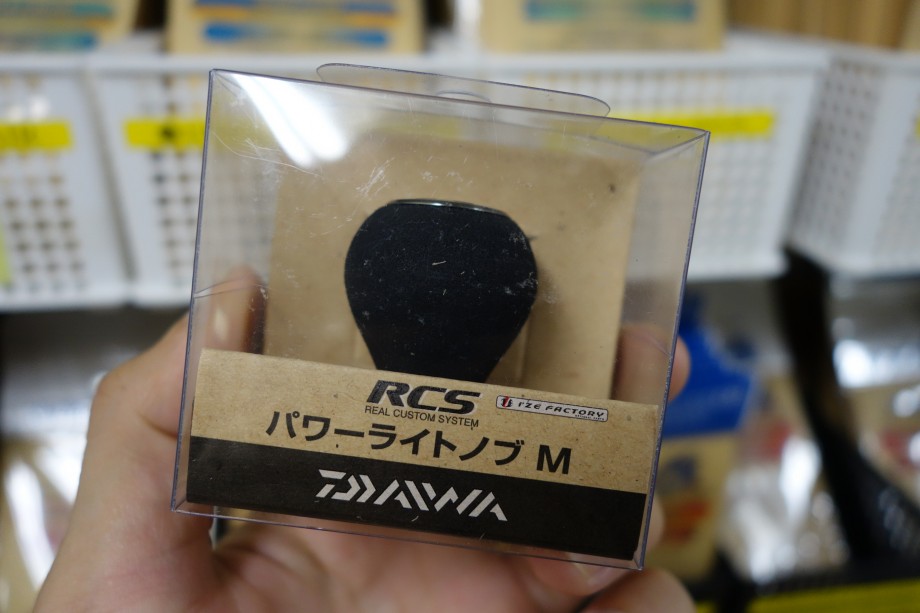 RCS
REAL CUSTOM SYSTEM
r'ze FACTORY
パワーライトノブ M
DAIWA